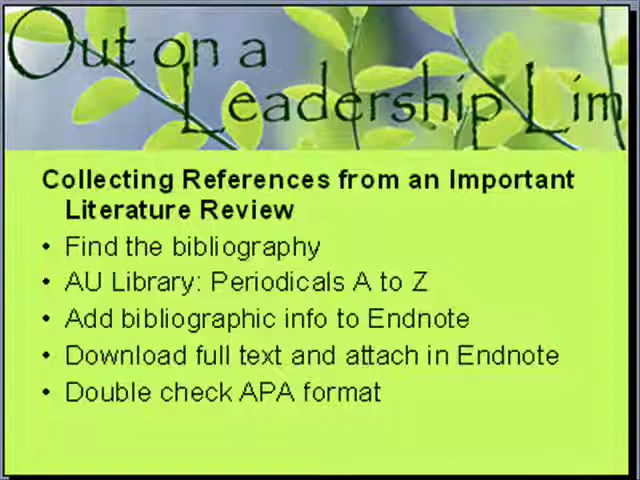 Out on a
Leadership Lim
Collecting References from an Important
Literature Review
• Find the bibliography
• AU Library: Periodicals A to Z
• Add bibliographic info to Endnote
• Download full text and attach in Endnote
• Double check APA format